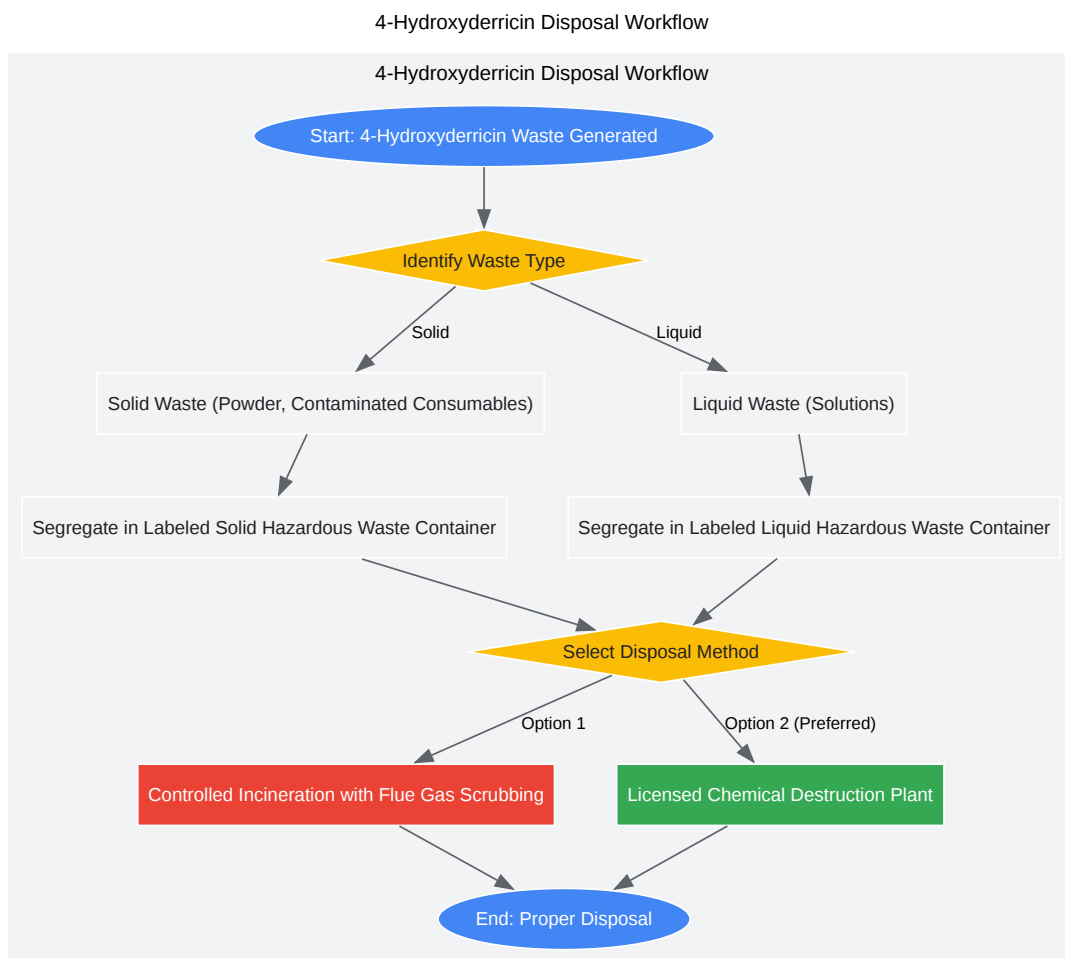 4-Hydroxyderricin Disposal Workflow
4-Hydroxyderricin Disposal Workflow
Start: 4-Hydroxyderricin Waste Generated
Identify Waste Type
Solid
Liquid
Solid Waste (Powder, Contaminated Consumables)
Liquid Waste (Solutions)
Segregate in Labeled Solid Hazardous Waste Container
Segregate in Labeled Liquid Hazardous Waste Container
Select Disposal Method
Option 1
Option 2 (Preferred)
Controlled Incineration with Flue Gas Scrubbing
Licensed Chemical Destruction Plant
End: Proper Disposal